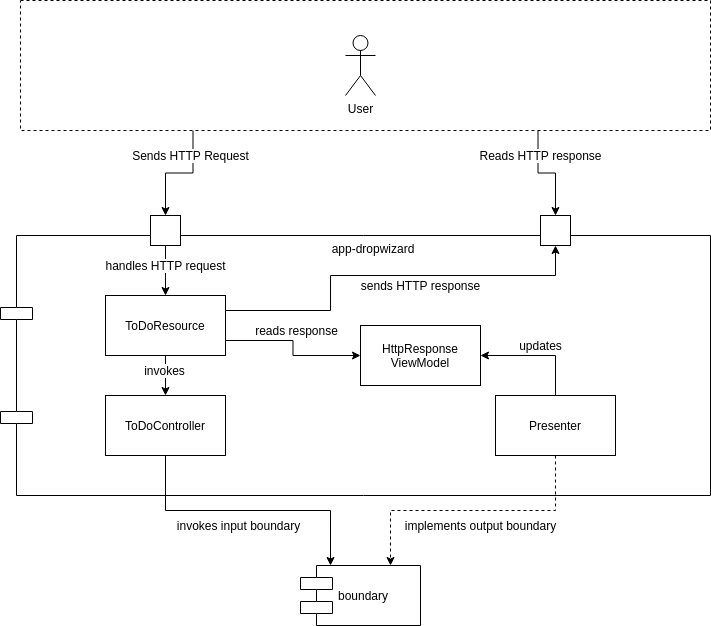 User
Sends HTTP Request
Reads HTTP response
app-dropwizard
handles HTTP request
sends HTTP response
ToDoResource
reads response
HttpResponse
ViewModel
updates
invokes
ToDoController
Presenter
invokes input boundary
implements output boundary
boundary